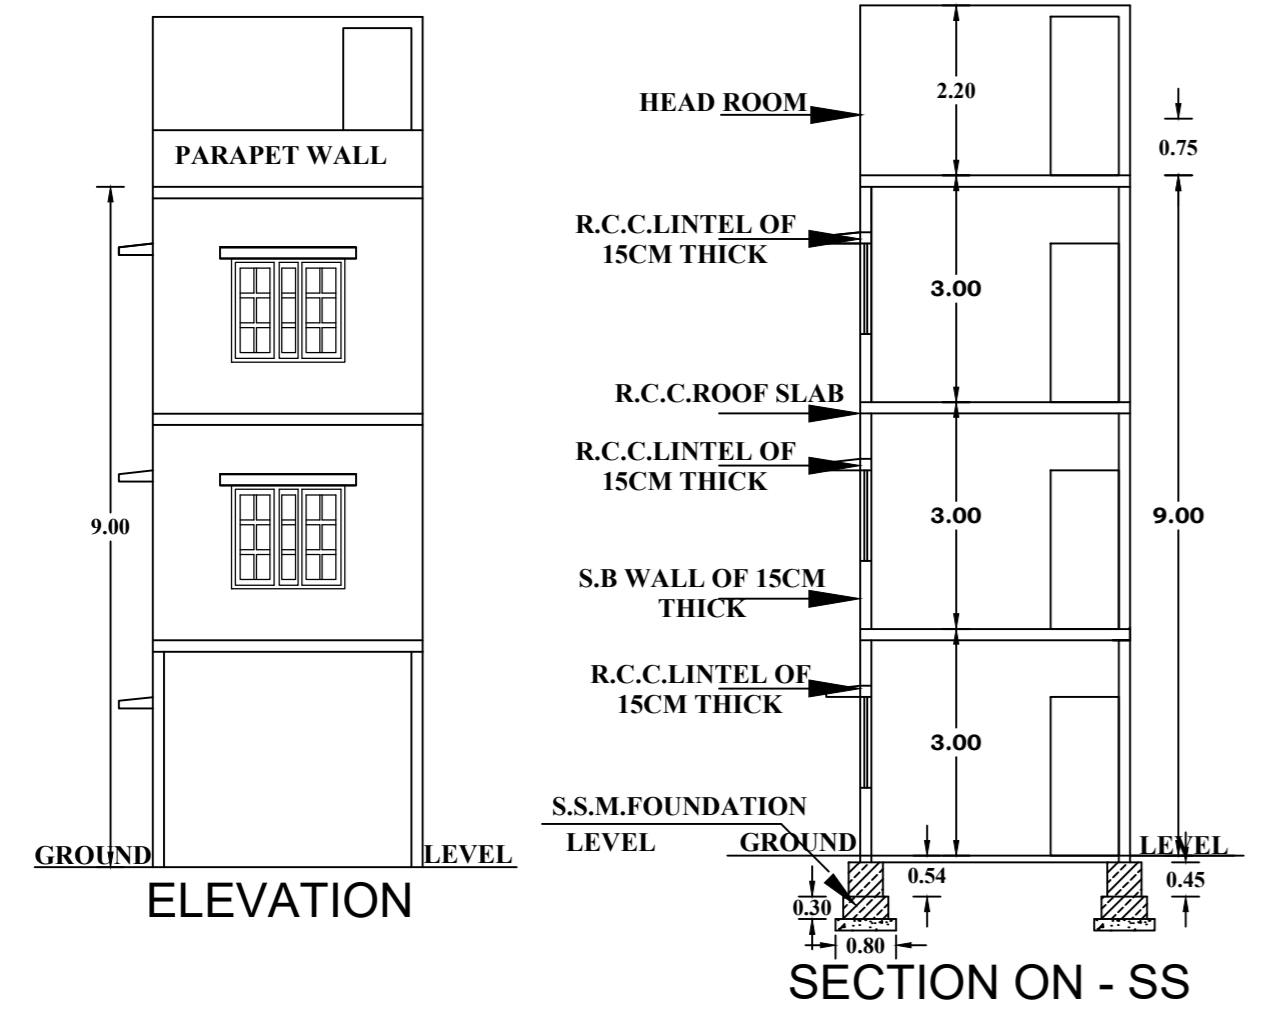 PARAPET WALL
9.00
GROUND
LEVEL
ELEVATION
HEAD ROOM
2.20
0.75
R.C.C.LINTEL OF
15CM THICK
3.00
R.C.C.ROOF SLAB
R.C.C.LINTEL OF
15CM THICK
3.00
9.00
S.B WALL OF 15CM
THICK
R.C.C.LINTEL OF
15CM THICK
3.00
S.S.M.FOUNDATION
LEVEL
GROUND
LEVEL
0.54
0.45
0.30
0.80
SECTION ON - SS